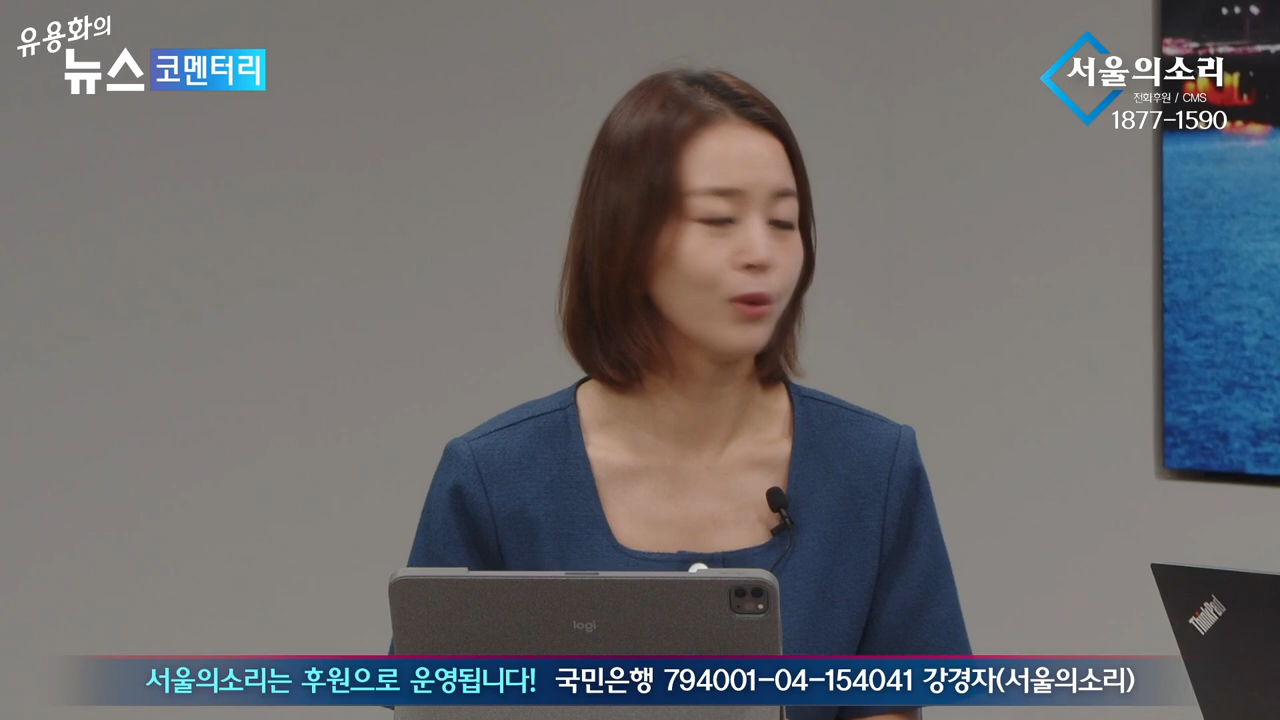 유용화의
뉴스 코멘터리
서울의소리
전화후원 / CMS
1877-1590
logi
ThinkPad
서울의소리는 후원으로 운영됩니다! 국민은행 794001-04-154041 강경자(서울의소리)